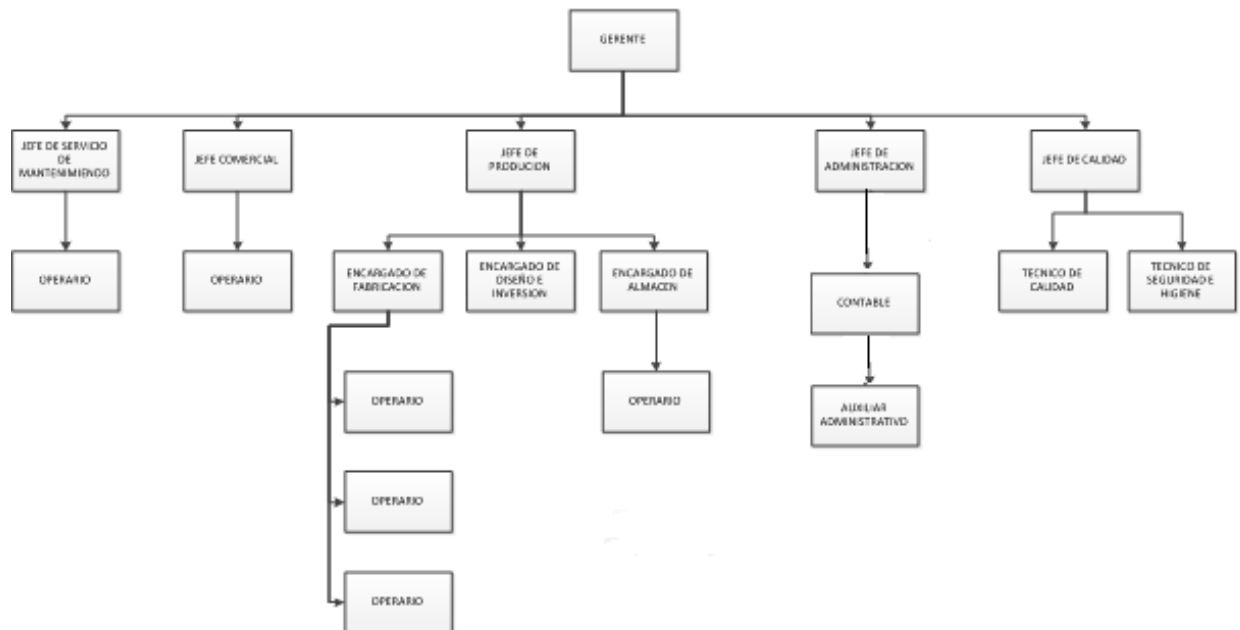 GERENTE
JEFE DE SERVICIO
DE
MANTENIMIENDO
JEFE COMERCIAL
JEFE DE
PRODUCION
JEFE DE
ADMINISTRACION
JEFE DE CALIDAD
OPERARIO
OPERARIO
ENCARGADO DE
FABRICACION
ENCARGADO DE
DISEÑO E
INVERSION
ENCARGADO DE
ALMACEN
CONTABLE
TECNICO DE
CALIDAD
TECNICO DE
SEGURIDAD E
HIGIENE
OPERARIO
OPERARIO
AUXILIAR
ADMINISTRATIVO
OPERARIO
OPERARIO